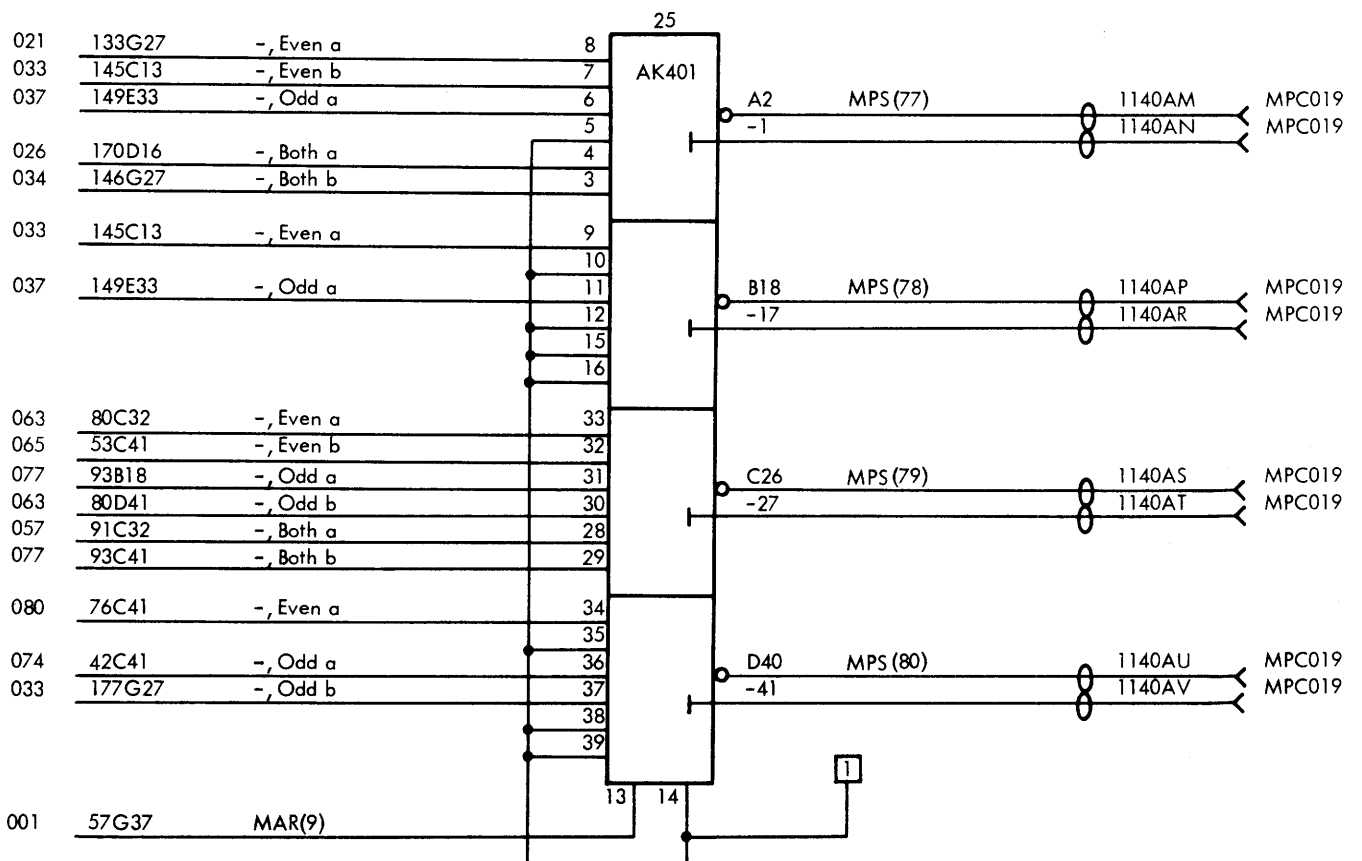 25
AK401
021 133G27 -, Even a 8
033 145C13 -, Even b 7
037 149E33 -, Odd a 6
5
026 170D16 -, Both a 4
034 146G27 -, Both b 3
A2 MPS(77) 1140AM MPC019
-1 1140AN MPC019
033 145C13 -, Even a 9
10
037 149E33 -, Odd a 11
12
15
16
B18 MPS(78) 1140AP MPC019
-17 1140AR MPC019
063 80C32 -, Even a 33
065 53C41 -, Even b 32
077 93B18 -, Odd a 31
063 80D41 -, Odd b 30
057 91C32 -, Both a 28
077 93C41 -, Both b 29
C26 MPS(79) 1140AS MPC019
-27 1140AT MPC019
080 76C41 -, Even a 34
35
074 42C41 -, Odd a 36
033 177G27 -, Odd b 37
38
39
D40 MPS(80) 1140AU MPC019
-41 1140AV MPC019
1
13 14
001 57G37 MAR(9)